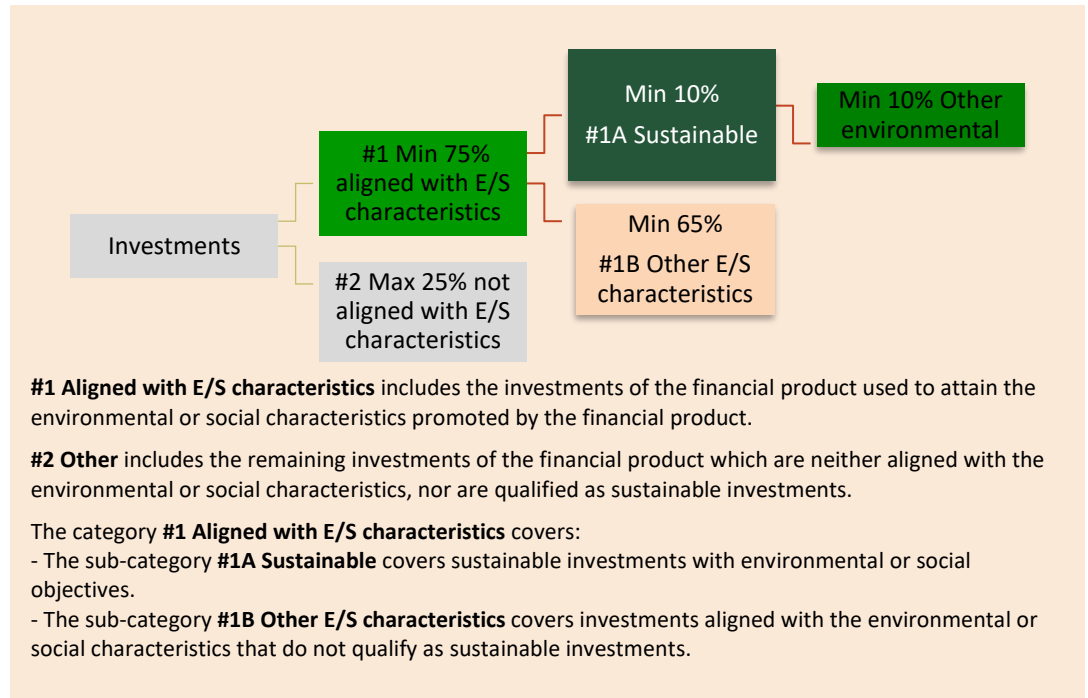 Min 10%
#1A Sustainable
Min 10% Other
environmental
#1 Min 75%
aligned with E/S
characteristics
Min 65%
#1B Other E/S
characteristics
Investments
#2 Max 25% not
aligned with E/S
characteristics
#1 Aligned with E/S characteristics includes the investments of the financial product used to attain the
environmental or social characteristics promoted by the financial product.
#2 Other includes the remaining investments of the financial product which are neither aligned with the
environmental or social characteristics, nor are qualified as sustainable investments.
The category #1 Aligned with E/S characteristics covers:
- The sub-category #1A Sustainable covers sustainable investments with environmental or social
objectives.
- The sub-category #1B Other E/S characteristics covers investments aligned with the environmental or
social characteristics that do not qualify as sustainable investments.